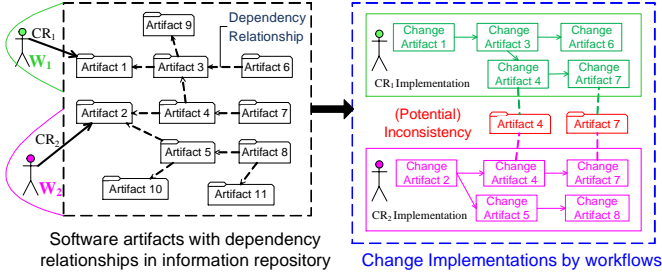 CR1
W1
Artifact 9
Dependency
Relationship
Artifact 1
Artifact 3
Artifact 6
CR2
W2
Artifact 2
Artifact 4
Artifact 7
Artifact 5
Artifact 8
Artifact 10
Artifact 11
Software artifacts with dependency
relationships in information repository
Change
Artifact 1
Change
Artifact 3
Change
Artifact 6
CR1 Implementation
Change
Artifact 4
Change
Artifact 7
(Potential)
Inconsistency
Artifact 4
Artifact 7
Change
Artifact 2
Change
Artifact 4
Change
Artifact 7
CR2 Implementation
Change
Artifact 5
Change
Artifact 8
Change Implementations by workflows